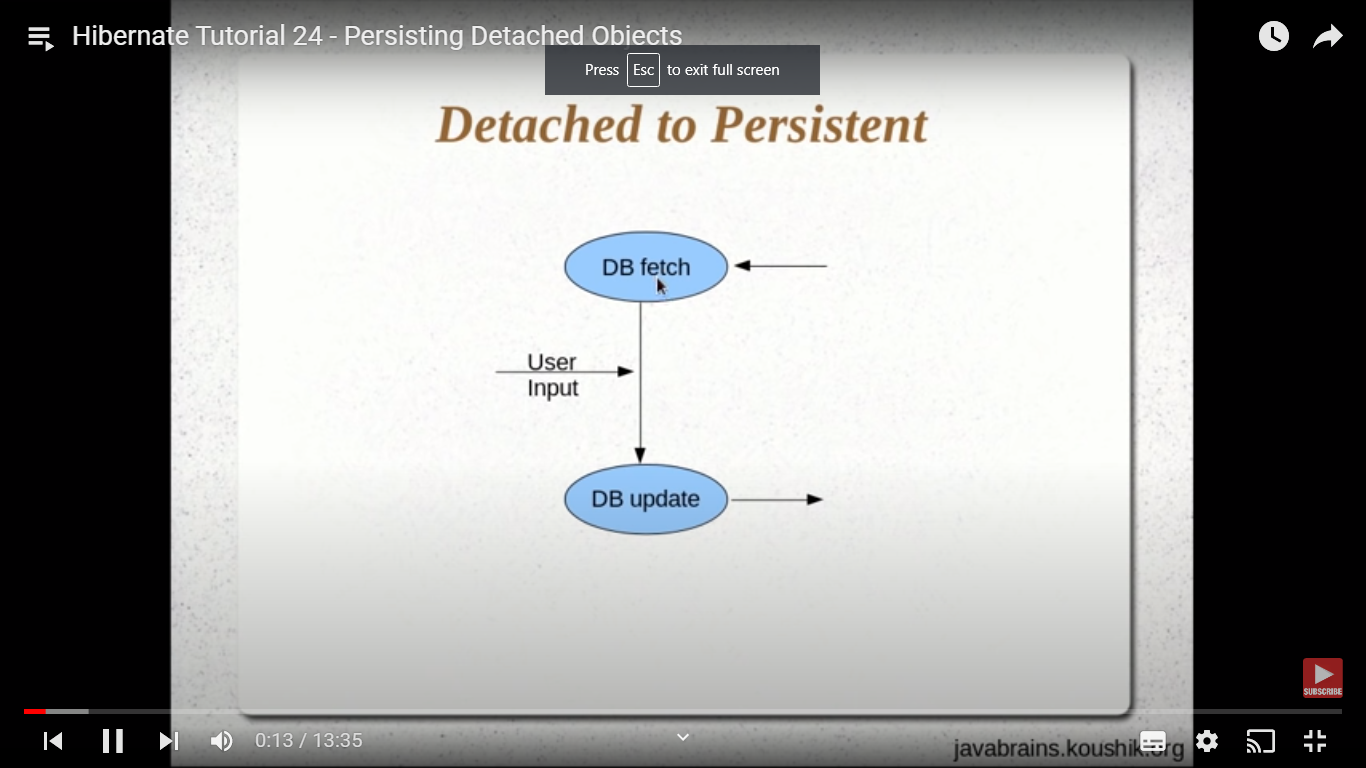 Hibernate Tutorial 24 - Persisting Detached Objects
Press Esc to exit full screen
Detached to Persistent
DB fetch
User
Input
DB update
SUBSCRIBE
0:13 / 13:35
javabrains.koushik.org